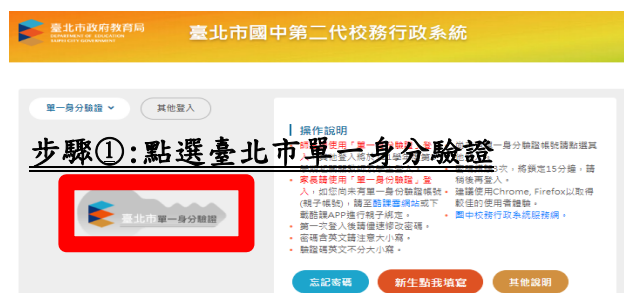 臺北市政府教育局
DEPARTMENT OF EDUCATION
TAIPEI CITY GOVERNMENT
臺北市國中第二代校務行政系統
單一身分驗證
其他登入
操作說明
步驟①:點選臺北市單一身分驗證
家長請使用「單一身份驗證」登
入，如您尚未有單一身份驗證帳號
(親子帳號)，請至酷課雲網站或下
載酷課APP進行親子綁定。
第一次登入後請儘速修改密碼。
密碼含英文請注意大小寫。
驗證碼英文不分大小寫。
次，將鎖定15分鐘，請
稍後再登入。
建議使用Chrome, Firefox以取得
較佳的使用者體驗。
國中校務行政系統服務網。
臺北市單一身分驗證
忘記密碼
新生點我填寫
其他說明